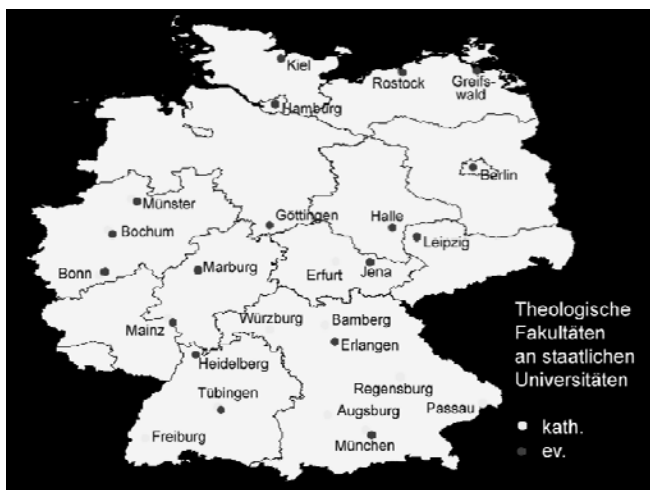 Kiel
Rostock
Greifs-
wald
Hamburg
Berlin
Münster
Göttingen
Halle
Bochum
Leipzig
Bonn
Marburg
Erfurt
Jena
Mainz
Würzburg
Bamberg
Erlangen
Heidelberg
Tübingen
Regensburg
Augsburg
Passau
Freiburg
München
Theologische
Fakultäten
an staatlichen
Universitäten
kath.
ev.